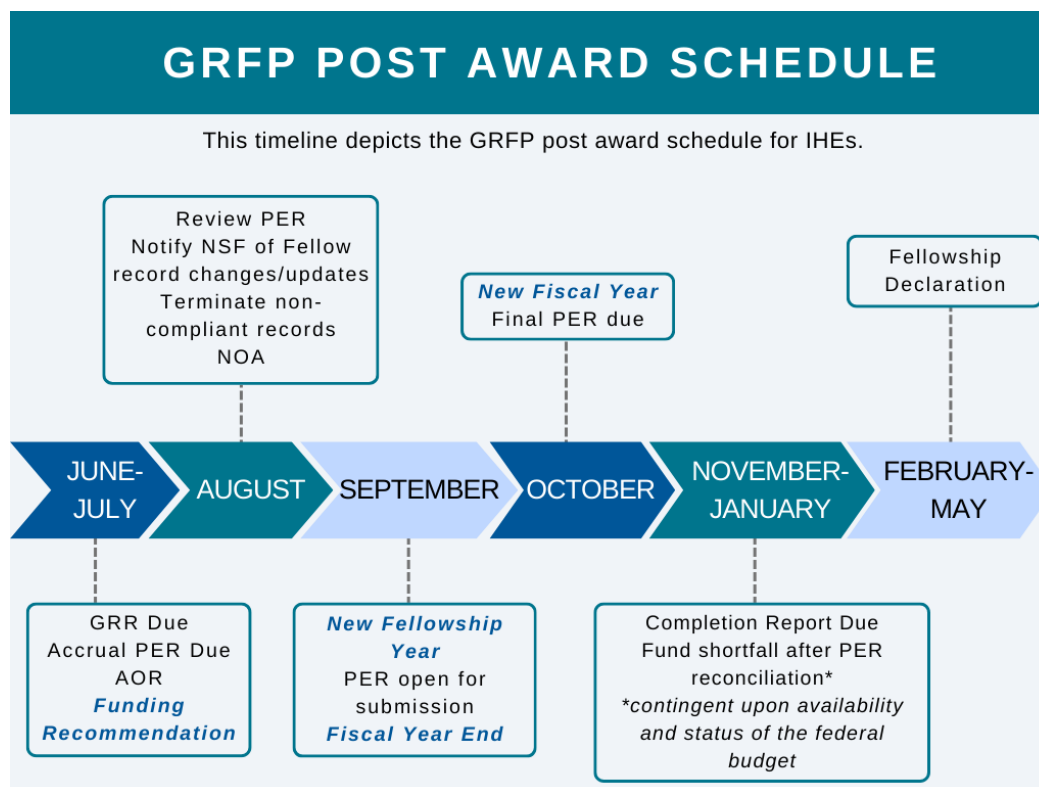 GRFP POST AWARD SCHEDULE
This timeline depicts the GRFP post award schedule for IHEs.
Review PER
Notify NSF of Fellow
record changes/updates
Terminate non-
compliant records
NOA
New Fiscal Year
Final PER due
Fellowship
Declaration
JUNE-
JULY
AUGUST
SEPTEMBER
OCTOBER
NOVEMBER-
JANUARY
FEBRUARY-
MAY
GRR Due
Accrual PER Due
AOR
Funding
Recommendation
New Fellowship
Year
PER open for
submission
Fiscal Year End
Completion Report Due
Fund shortfall after PER
reconciliation*
*contingent upon availability
and status of the federal
budget